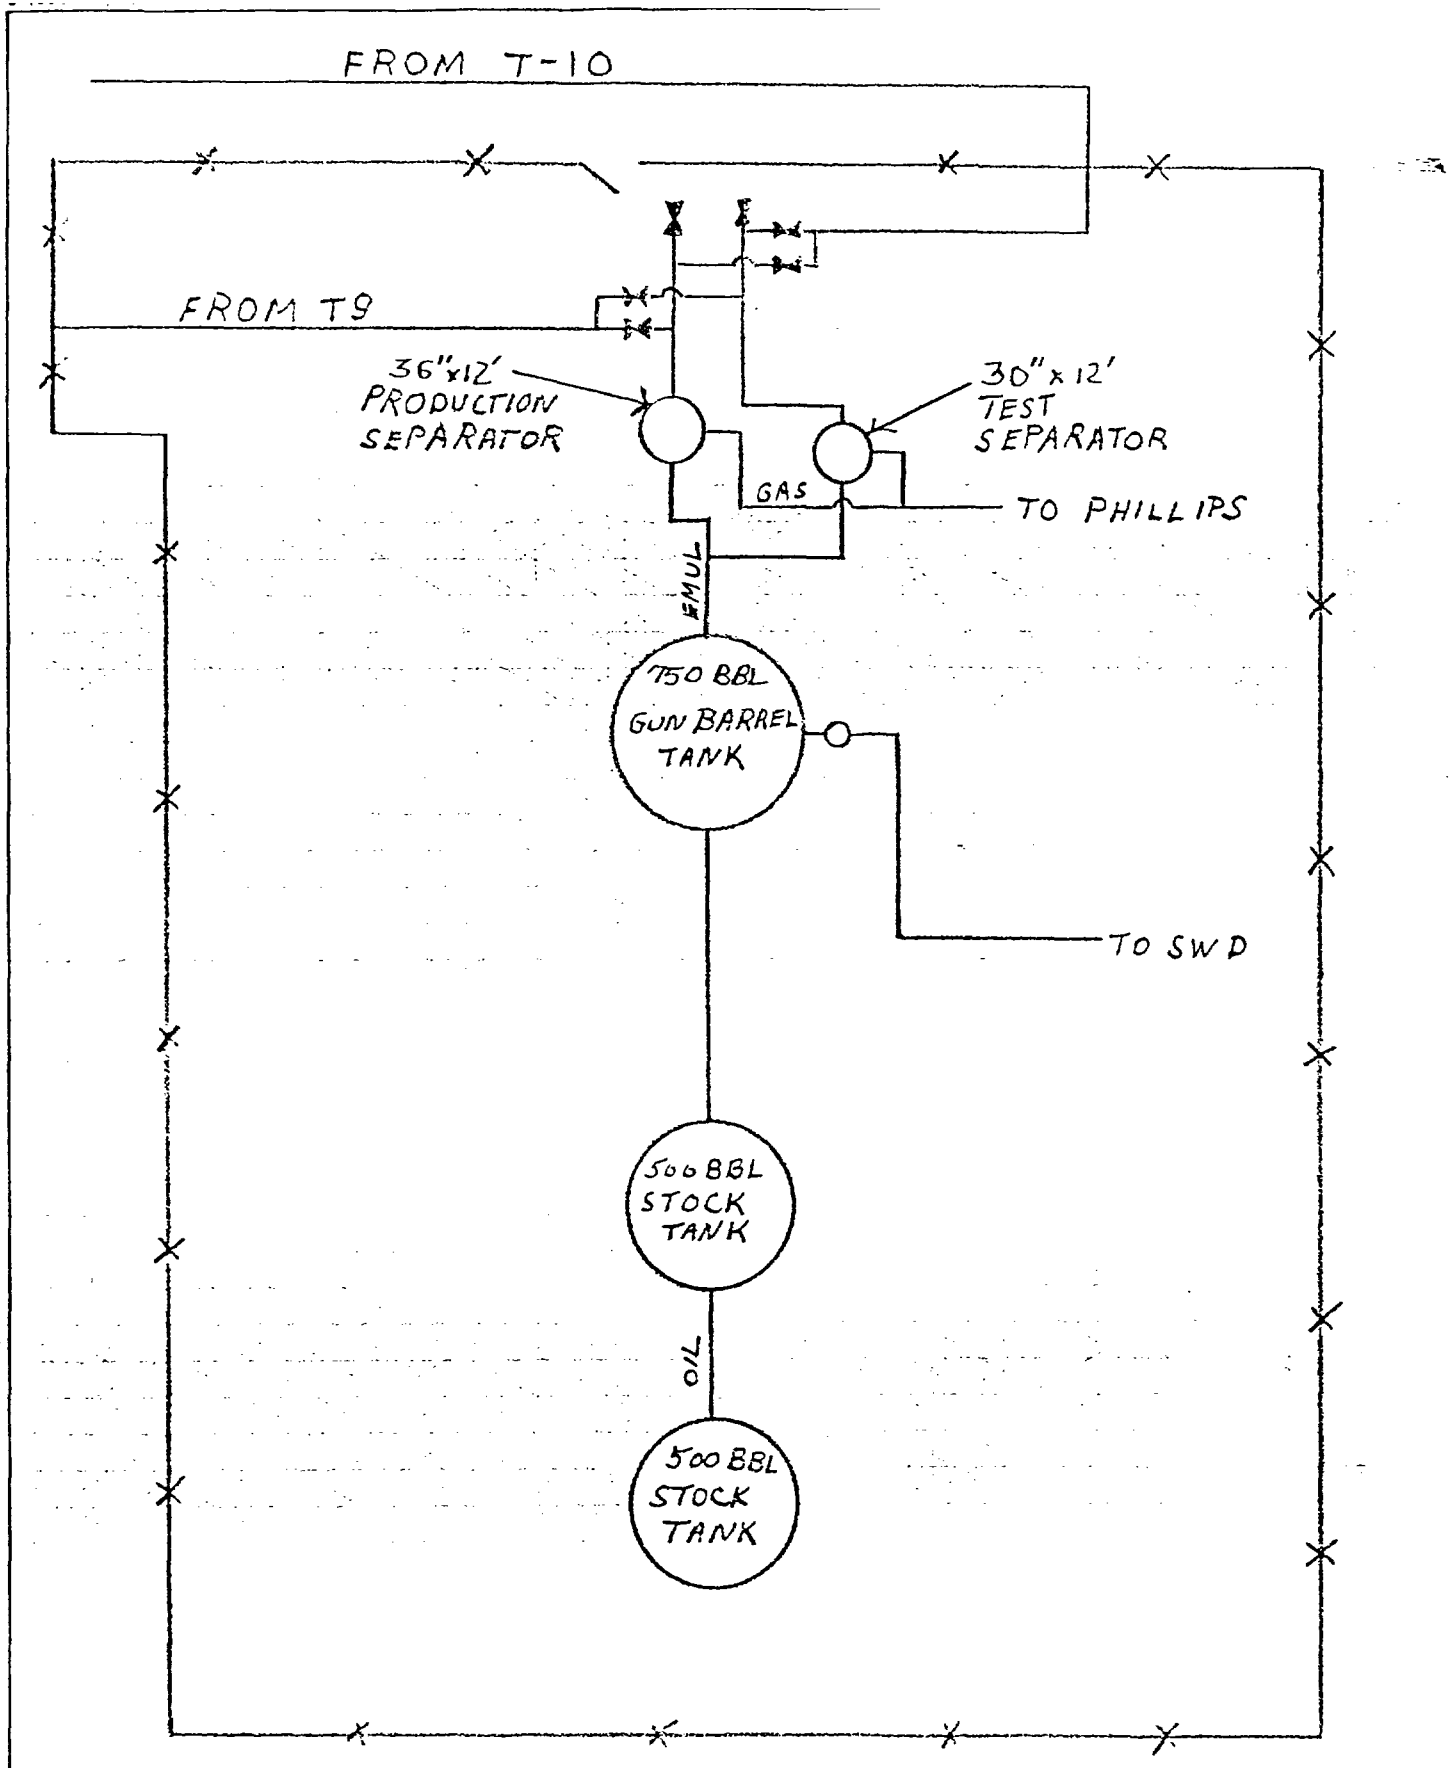 FROM T-10
FROM T9
36"x12'
PRODUCTION
SEPARATOR
30"x12'
TEST
SEPARATOR
GAS
TO PHILLIPS
EMUL
750 BBL
GUN BARREL
TANK
TO SWD
500 BBL
STOCK
TANK
OIL
500 BBL
STOCK
TANK